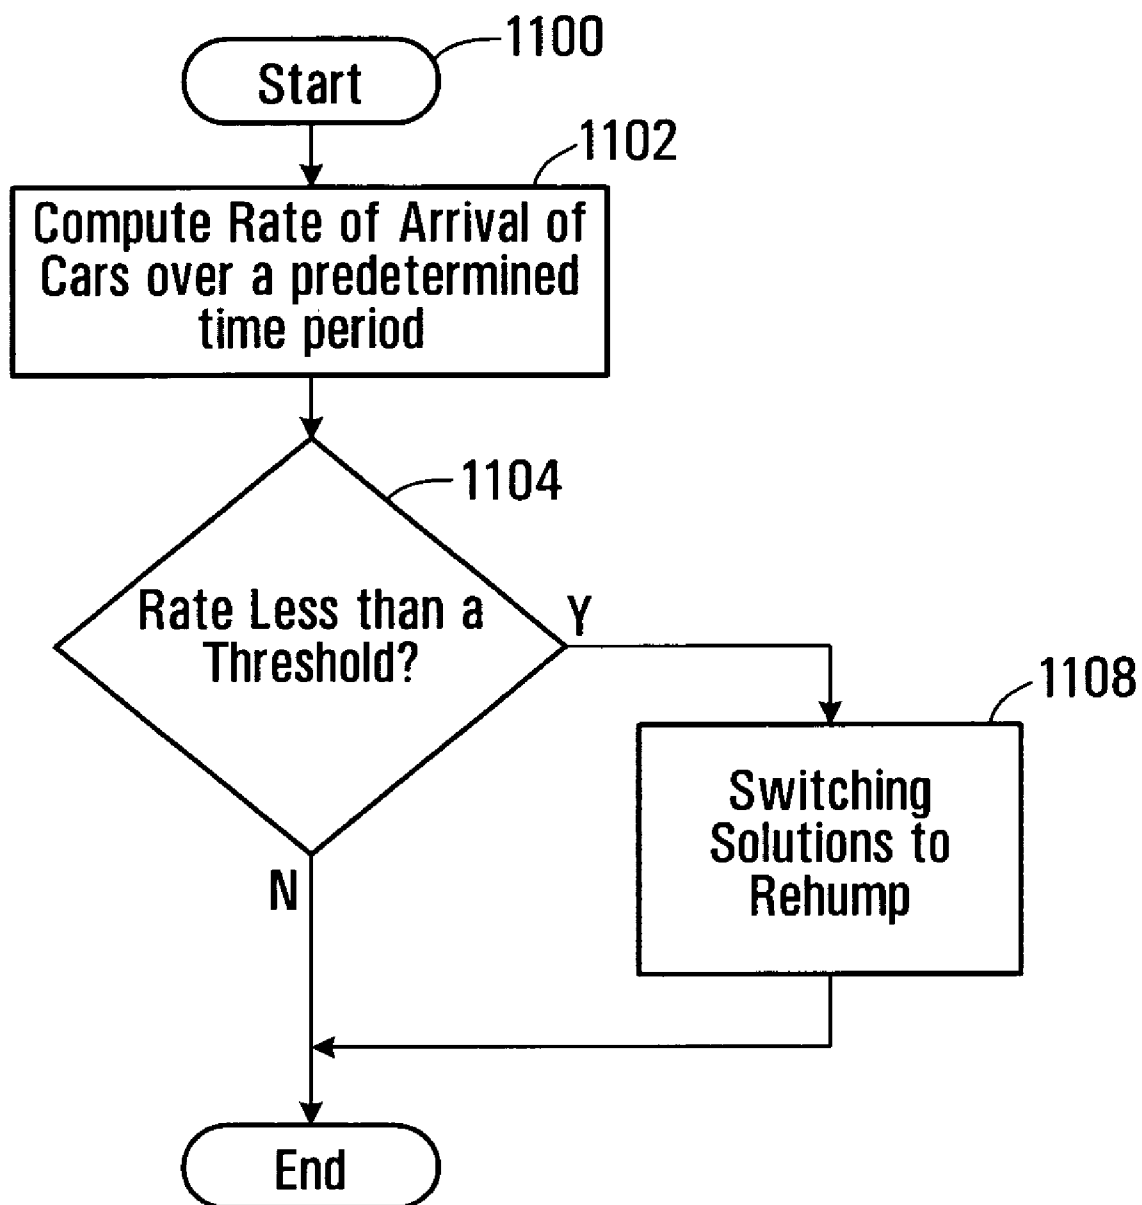 1100
Start
1102
Compute Rate of Arrival of
Cars over a predetermined
time period
1104
Rate Less than a
Threshold?
Y
1108
Switching
Solutions to
Rehump
N
End